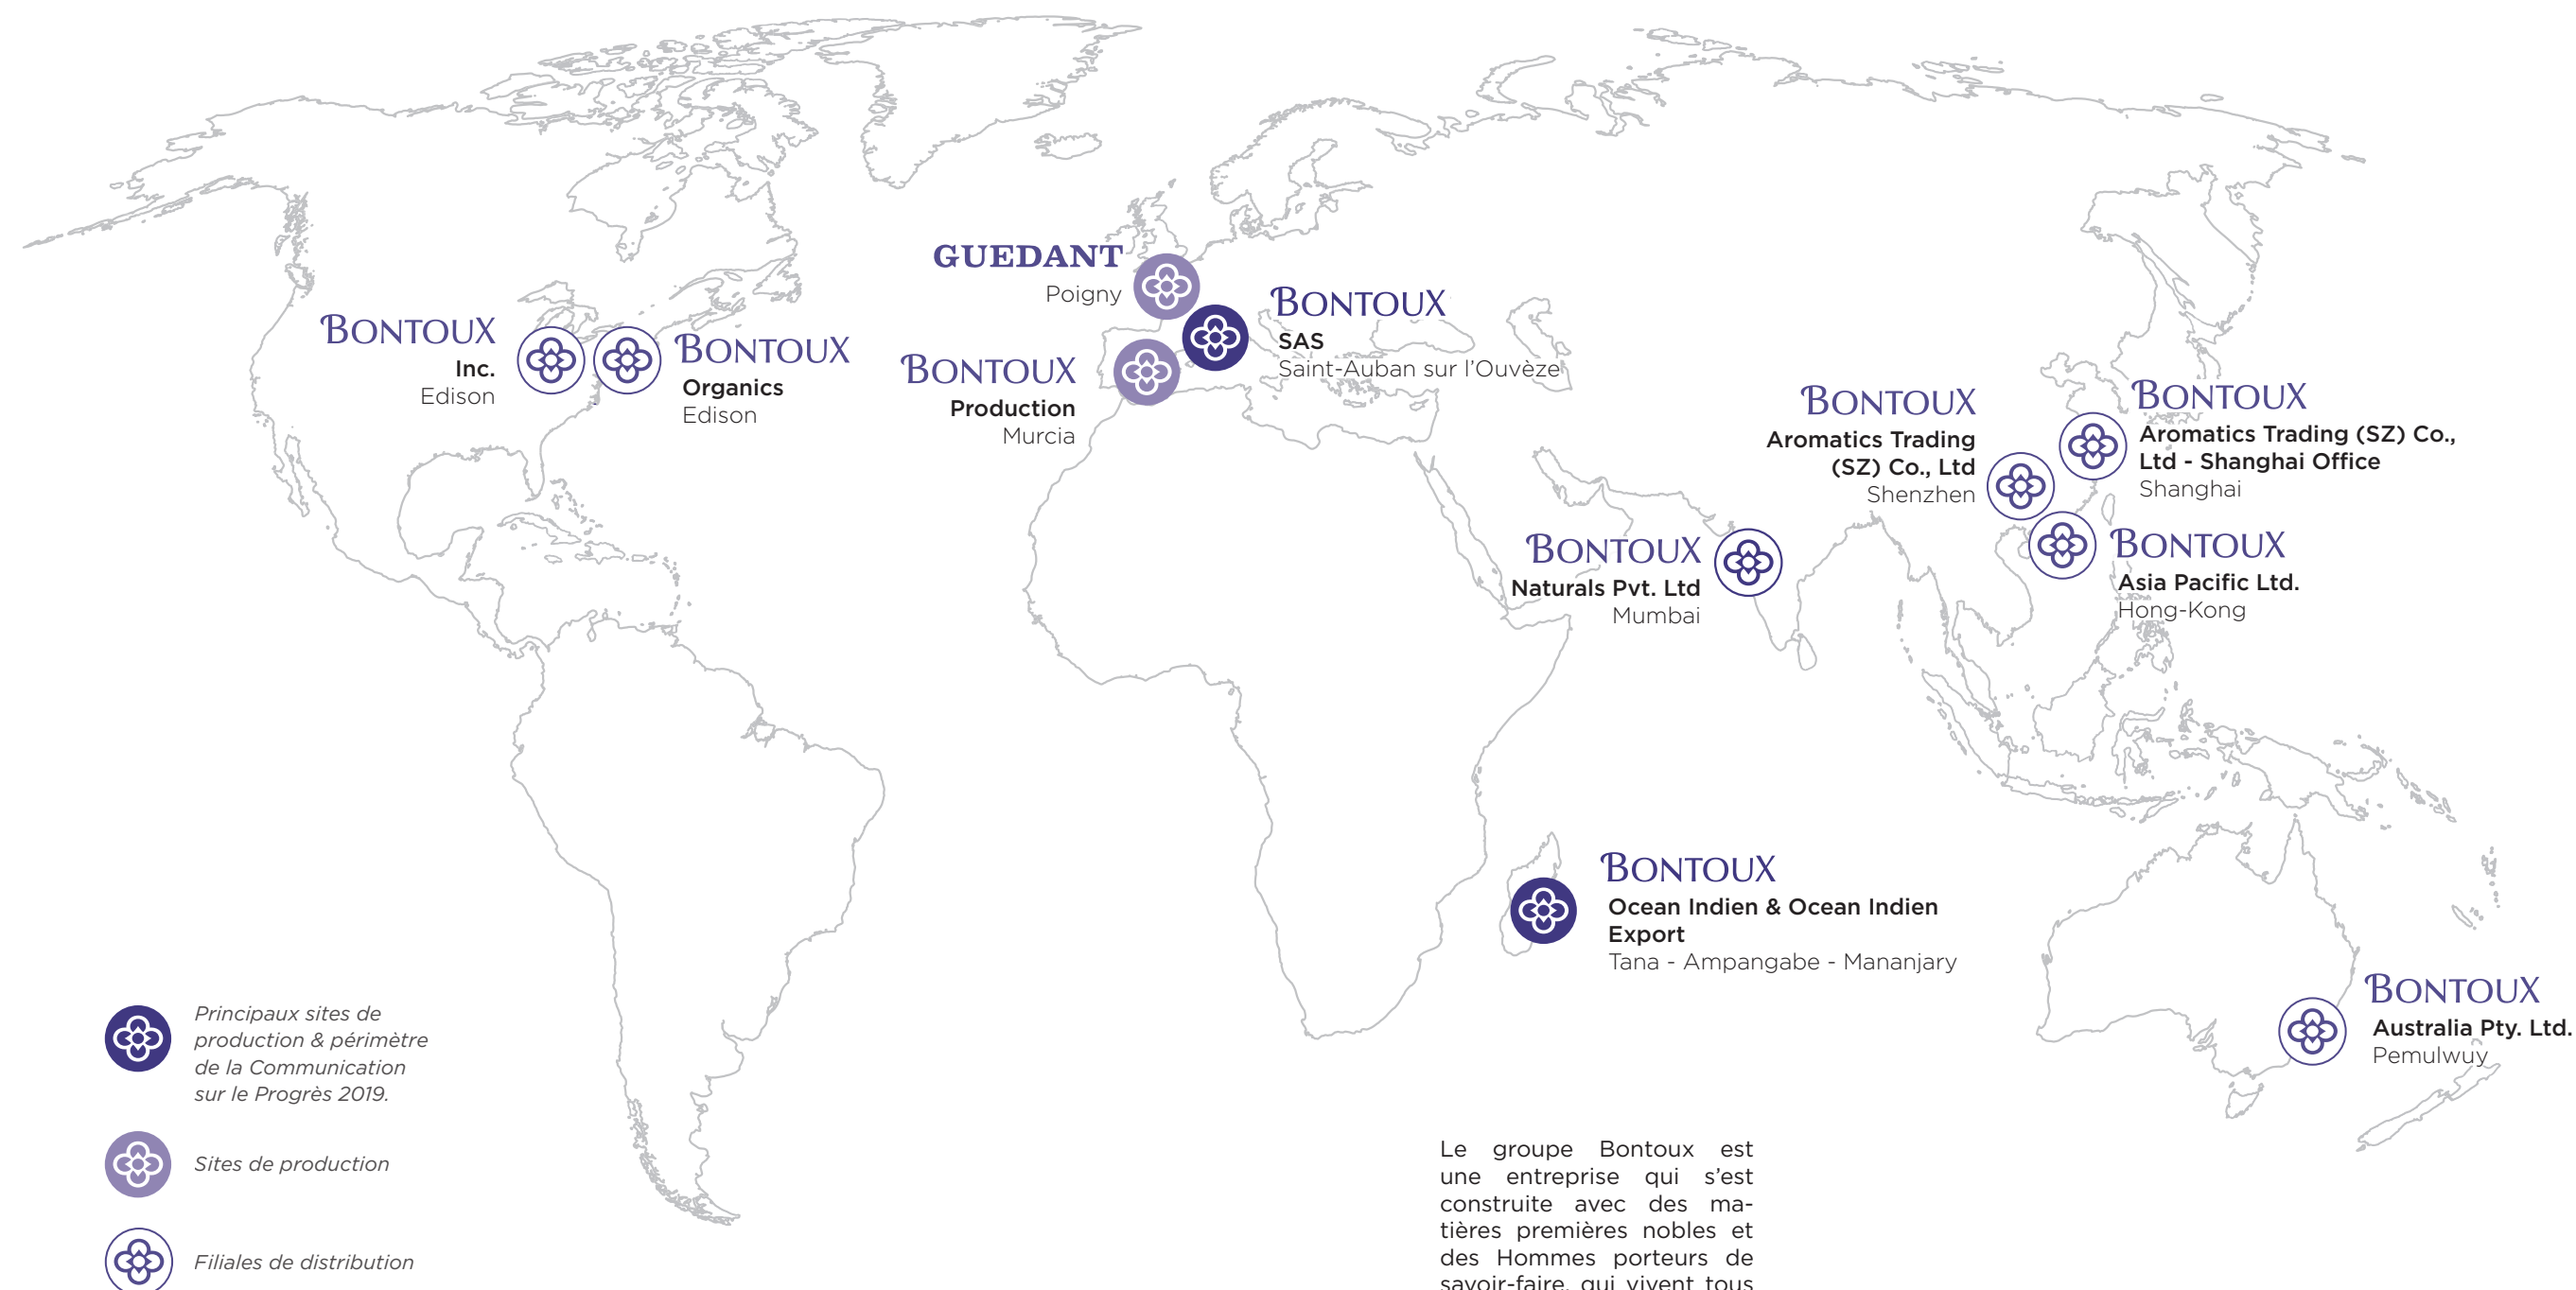 GUEDANT
Poigny
BONTOUX
SAS
Saint-Auban sur l'Ouvèze
BONTOUX
Inc.
Edison
BONTOUX
Organics
Edison
BONTOUX
Production
Murcia
BONTOUX
Aromatics Trading
(SZ) Co., Ltd
Shenzhen
BONTOUX
Aromatics Trading (SZ) Co.,
Ltd - Shanghai Office
Shanghai
BONTOUX
Naturals Pvt. Ltd
Mumbai
BONTOUX
Asia Pacific Ltd.
Hong-Kong
BONTOUX
Ocean Indien & Ocean Indien
Export
Tana - Ampangabe - Mananjary
BONTOUX
Australia Pty. Ltd.
Pemulwuy
Principaux sites de
production & périmètre
de la Communication
sur le Progrès 2019.
Sites de production
Filiales de distribution
Le groupe Bontoux est
une entreprise qui s'est
construite avec des ma-
tières premières nobles et
des Hommes porteurs de
savoir-faire, qui vivent tous